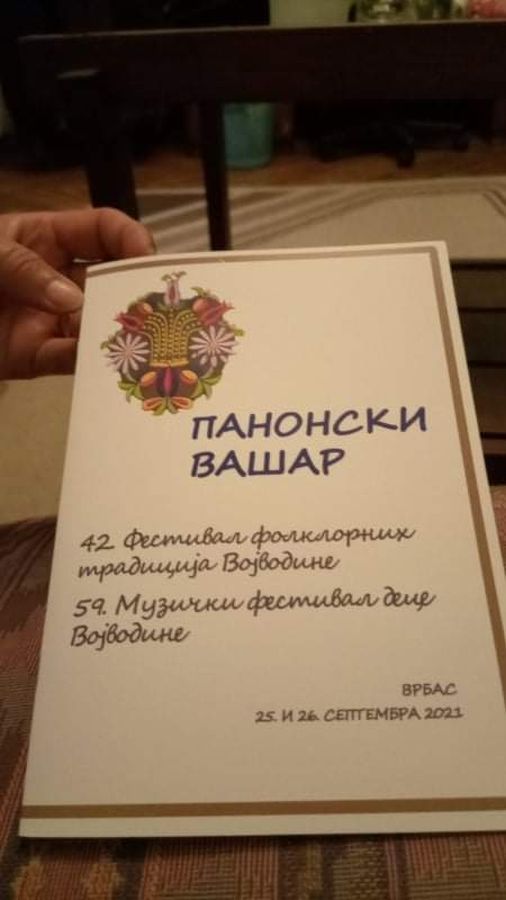 ПАНОНСКИ
ВАШАР
42. Фестивал фолклорних
традиција Војводине
59. Музички фестивал деце
Војводине
ВРБАС
25. И 26. СЕПТЕМБРА 2021